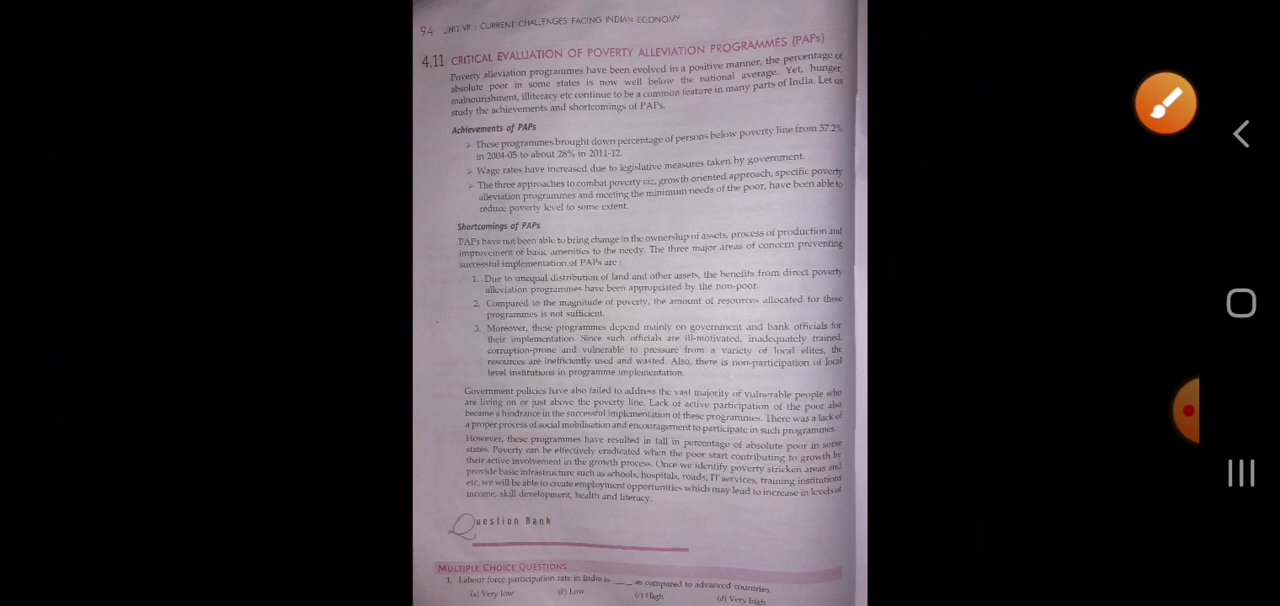 94 UNIT VII : CURRENT CHALLENGES FACING INDIAN ECONOMY
4.11 CRITICAL EVALUATION OF POVERTY ALLEVIATION PROGRAMMES (PAPs)
Poverty alleviation programmes have been evolved in a positive manner, the percentage of
absolute poor in some states is now well below the national average. Yet, hunger,
malnourishment, illiteracy etc continue to be a common feature in many parts of India. Let us
study the achievements and shortcomings of PAPs.
Achievements of PAPs
➢ These programmes brought down percentage of persons below poverty line from 37.2%
in 2004-05 to about 28% in 2011-12.
➢ Wage rates have increased due to legislative measures taken by government.
➢ The three approaches to combat poverty viz, growth oriented approach, specific poverty
alleviation programmes and meeting the minimum needs of the poor, have been able to
reduce poverty level to some extent.
Shortcomings of PAPs
PAPs have not been able to bring change in the ownership of assets, process of production and
improvement of basic amenities to the needy. The three major areas of concern preventing
successful implementation of PAPs are :
1. Due to unequal distribution of land and other assets, the benefits from direct poverty
alleviation programmes have been appropriated by the non-poor.
2. Compared to the magnitude of poverty, the amount of resources allocated for these
programmes is not sufficient.
3. Moreover, these programmes depend mainly on government and bank officials for
their implementation. Since such officials are ill-motivated, inadequately trained,
corruption-prone and vulnerable to pressure from a variety of local elites, the
resources are inefficiently used and wasted. Also, there is non-participation of local
level institutions in programme implementation.
Government policies have also failed to address the vast majority of vulnerable people who
are living on or just above the poverty line. Lack of active participation of the poor also
became a hindrance in the successful implementation of these programmes. There was a lack of
a proper process of social mobilisation and encouragement to participate in such programmes.
However, these programmes have resulted in fall in percentage of absolute poor in some
states. Poverty can be effectively eradicated when the poor start contributing to growth by
their active involvement in the growth process. Once we identify poverty stricken areas and
provide basic infrastructure such as schools, hospitals, roads, IT services, training institutions
etc, we will be able to create employment opportunities which may lead to increase in levels of
income, skill development, health and literacy.
Question Bank
MULTIPLE CHOICE QUESTIONS
1. Labour force participation rate in India is ____ as compared to advanced countries.
(a) Very low (b) Low (c) High (d) Very high